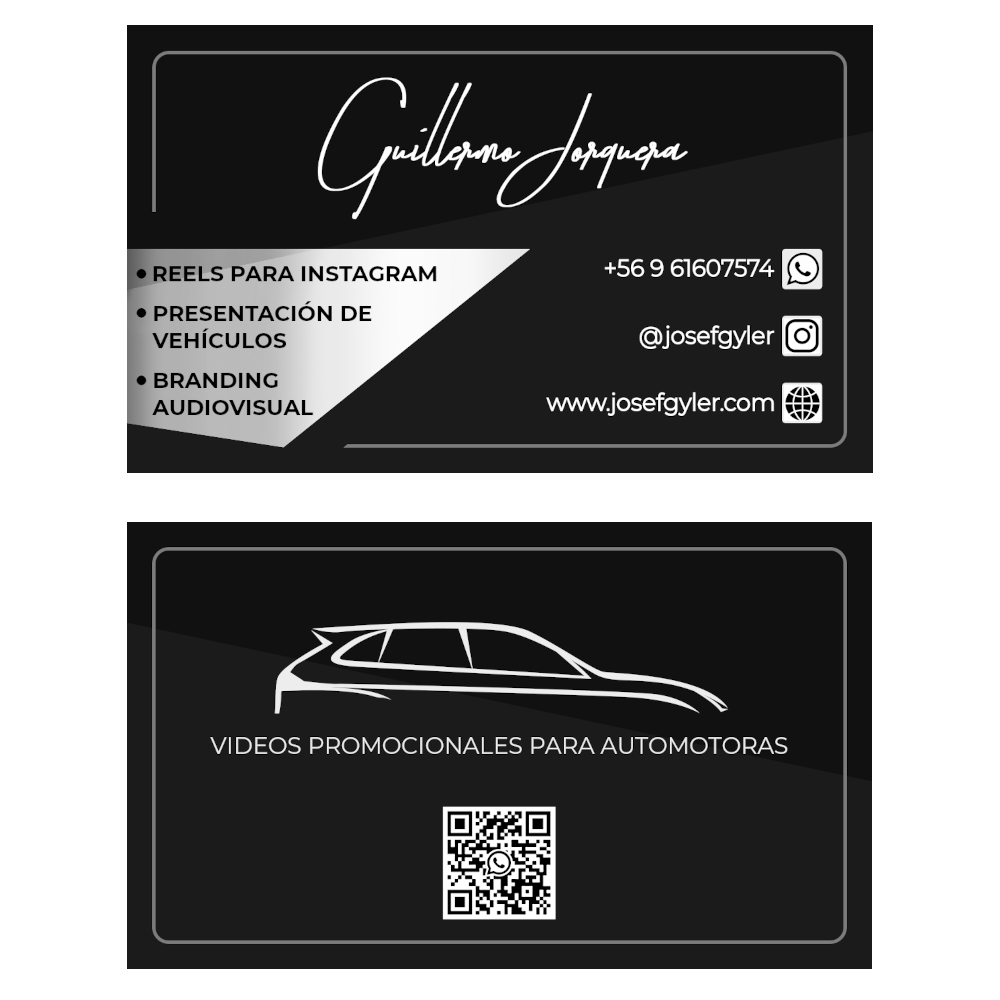 Guillermo Jorquera
• REELS PARA INSTAGRAM
• PRESENTACIÓN DE
VEHÍCULOS
• BRANDING
AUDIOVISUAL
+56 9 61607574
@josefgyler
www.josefgyler.com
VIDEOS PROMOCIONALES PARA AUTOMOTORAS